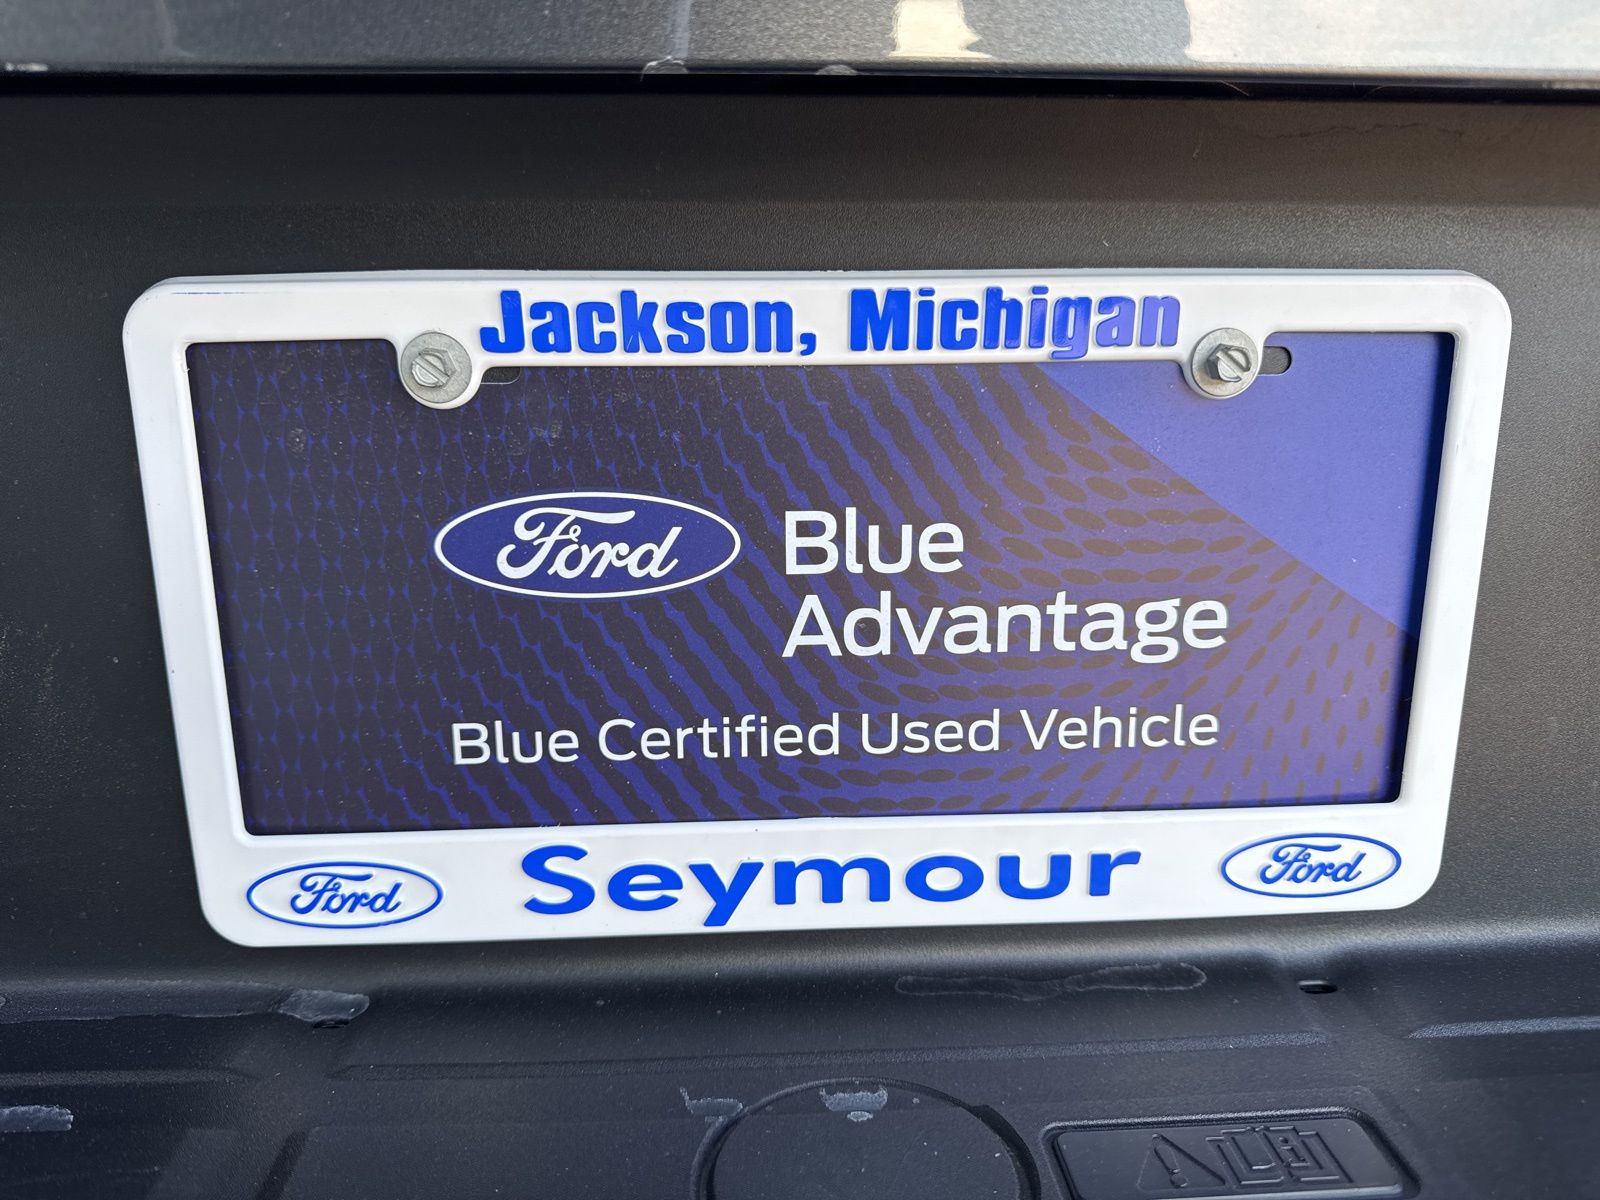 Jackson, Michigan
Ford
Blue
Advantage
Blue Certified Used Vehicle
Ford
Seymour
Ford